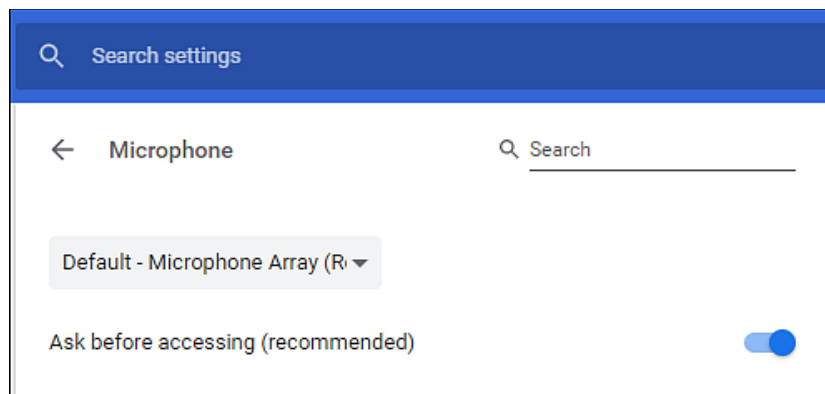 Search settings
Microphone
Search
Default - Microphone Array (R
Ask before accessing (recommended)